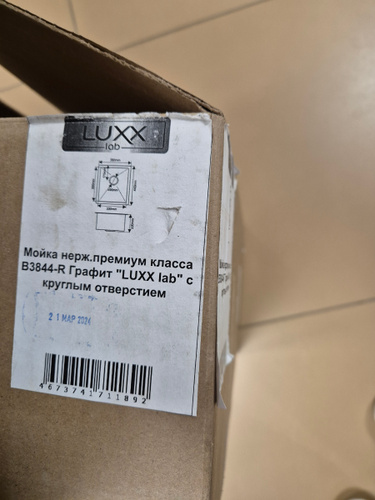 LUXX
lab
Мойка нерж.премиум класса
B3844-R Графит "LUXX lab" с
круглым отверстием
21 МАР 2024
4673741711892